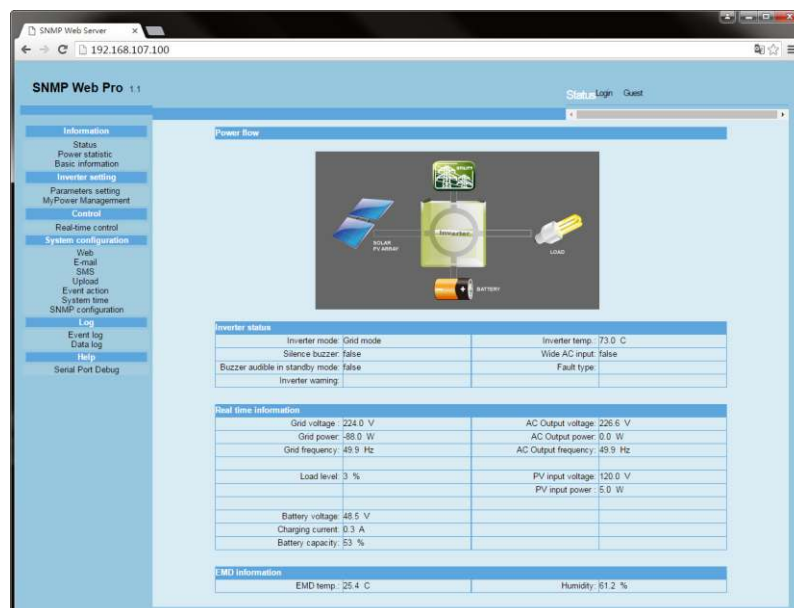 SNMP Web Server
192.168.107.100
SNMP Web Pro 1.1
Status Login Guest
Information
Status
Power statistic
Basic information
Inverter setting
Parameters setting
MyPower Management
Control
Real-time control
System configuration
Web
E-mail
SMS
Upload
Event action
System time
SNMP configuration
Log
Event log
Data log
Help
Serial Port Debug
Power flow
UTILITY
SOLAR
PV ARRAY
Inverter
LOAD
BATTERY
Inverter status
Inverter mode: Grid mode Inverter temp.: 73.0 C
Silence buzzer: false Wide AC input: false
Buzzer audible in standby mode: false Fault type:
Inverter warning:
Real time information
Grid voltage : 224.0 V AC Output voltage: 226.6 V
Grid power: -88.0 W AC Output power: 0.0 W
Grid frequency: 49.9 Hz AC Output frequency: 49.9 Hz
Load level: 3 % PV input voltage: 120.0 V
PV input power : 5.0 W
Battery voltage: 48.5 V
Charging current: 0.3 A
Battery capacity: 53 %
EMD information
EMD temp.: 25.4 C Humidity: 61.2 %